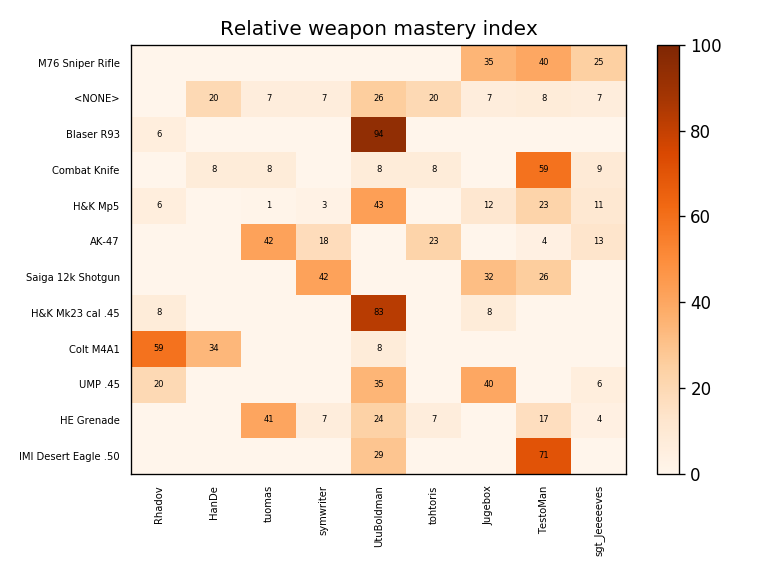 Relative weapon mastery index
M76 Sniper Rifle 35 40 25
<NONE> 20 7 7 26 20 7 8 7
Blaser R93 6 94
Combat Knife 8 8 8 8 59 9
H&K Mp5 6 1 3 43 12 23 11
AK-47 42 18 23 4 13
Saiga 12k Shotgun 42 32 26
H&K Mk23 cal .45 8 83 8
Colt M4A1 59 34 8
UMP .45 20 35 40 6
HE Grenade 41 7 24 7 17 4
IMI Desert Eagle .50 29 71
Rhadov
HanDe
tuomas
symwriter
UtuBoldman
tohtoris
Jugebox
TestoMan
sgt_Jeeeeeves
100
80
60
40
20
0